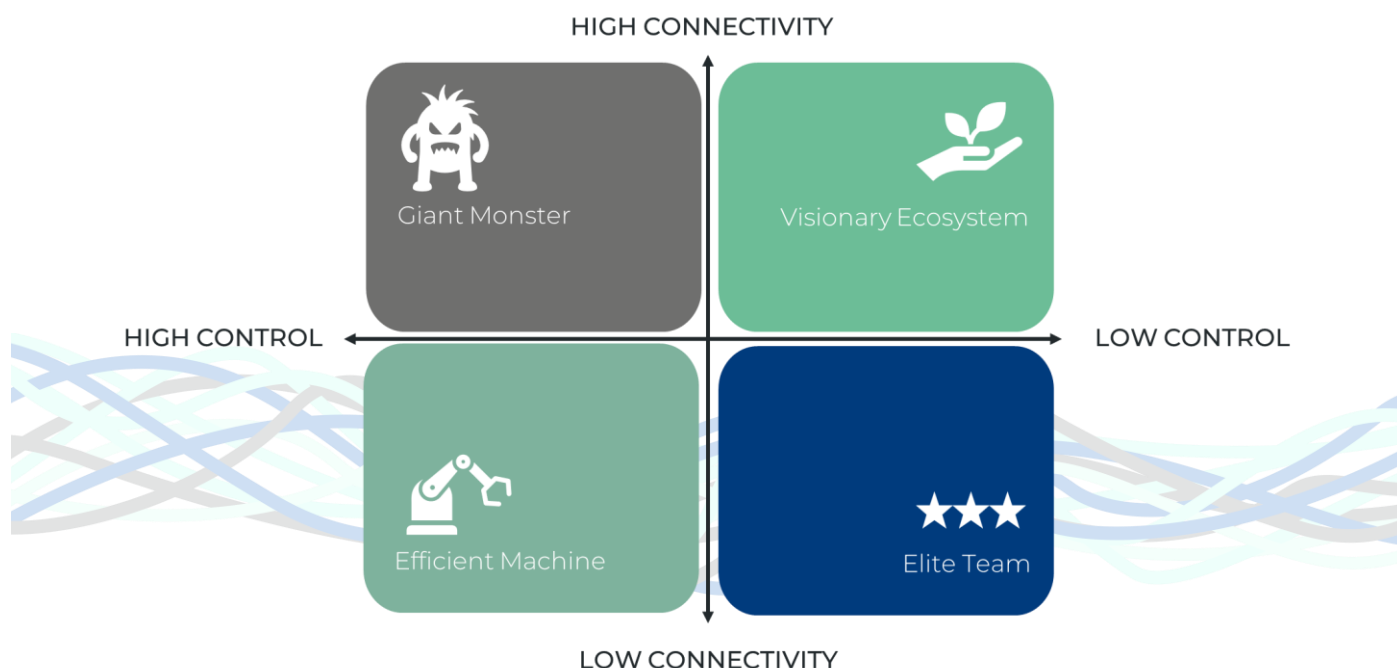 HIGH CONNECTIVITY
Giant Monster
Visionary Ecosystem
HIGH CONTROL
LOW CONTROL
Efficient Machine
Elite Team
LOW CONNECTIVITY